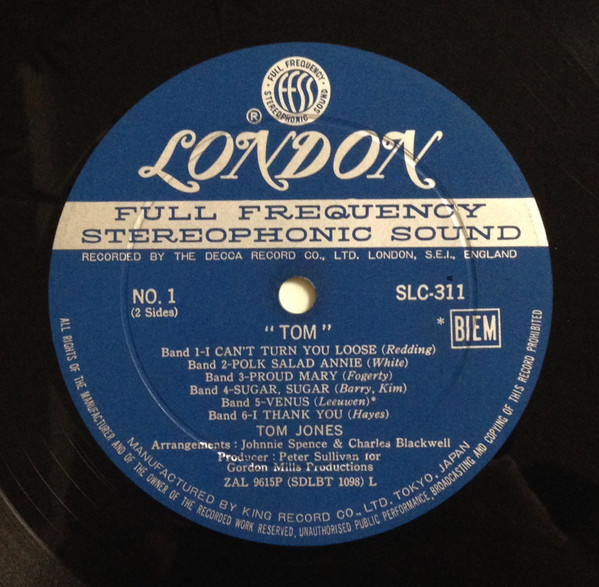 FULL FREQUENCY
FFSS
STEREOPHONIC SOUND
®
LONDON
FULL FREQUENCY
STEREOPHONIC SOUND
RECORDED BY THE DECCA RECORD CO., LTD. LONDON, S.E.I., ENGLAND
NO. 1 SLC-311
(2 Sides)
"TOM" * BIEM
Band 1-I CAN'T TURN YOU LOOSE (Redding)
Band 2-POLK SALAD ANNIE (White)
Band 3-PROUD MARY (Fogerty)
Band 4-SUGAR, SUGAR (Barry, Kim)
Band 5-VENUS (Leeuwen)*
Band 6-I THANK YOU (Hayes)
TOM JONES
Arrangements : Johnnie Spence & Charles Blackwell
Producer : Peter Sullivan for
Gordon Mills Productions
ZAL 9615P (SDLBT 1098) L
MANUFACTURED BY KING RECORD CO., LTD. TOKYO, JAPAN
ALL RIGHTS OF THE MANUFACTURER AND OF THE OWNER OF THE RECORDED WORK RESERVED, UNAUTHORISED PUBLIC PERFORMANCE, BROADCASTING AND COPYING OF THIS RECORD PROHIBITED